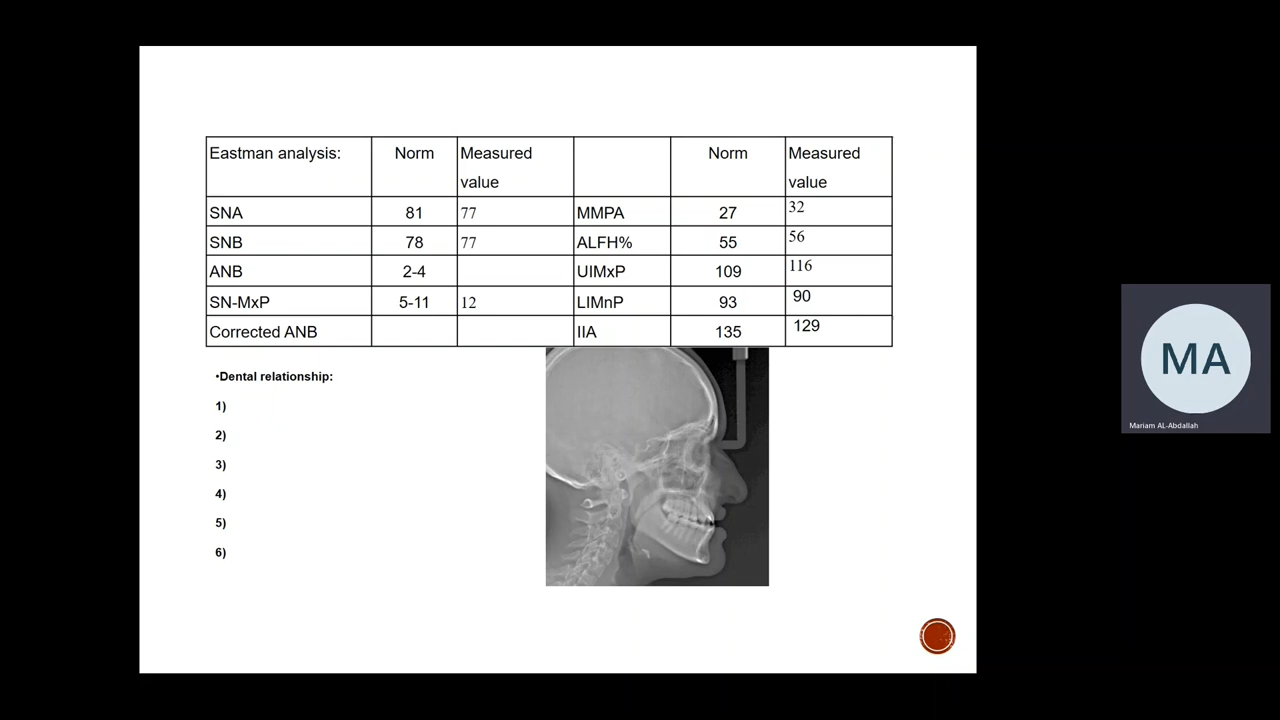 Eastman analysis: Norm Measured value Norm Measured value
SNA 81 77 MMPA 27 32
SNB 78 77 ALFH% 55 56
ANB 2-4 UIMxP 109 116
SN-MxP 5-11 12 LIMnP 93 90
Corrected ANB IIA 135 129
•Dental relationship:
1)
2)
3)
4)
5)
6)
MA
Mariam AL-Abdallah